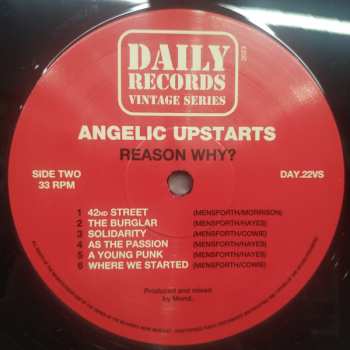 DAILY
RECORDS
VINTAGE SERIES
2023
ANGELIC UPSTARTS
REASON WHY?
SIDE TWO
33 RPM
DAY.22VS
1 42ND STREET (MENSFORTH/MORRISON)
2 THE BURGLAR (MENSFORTH/HAYES)
3 SOLIDARITY (MENSFORTH/COWIE)
4 AS THE PASSION (MENSFORTH/HAYES)
5 A YOUNG PUNK (MENSFORTH/HAYES)
6 WHERE WE STARTED (MENSFORTH/COWIE)
Produced and mixed
by Mond.